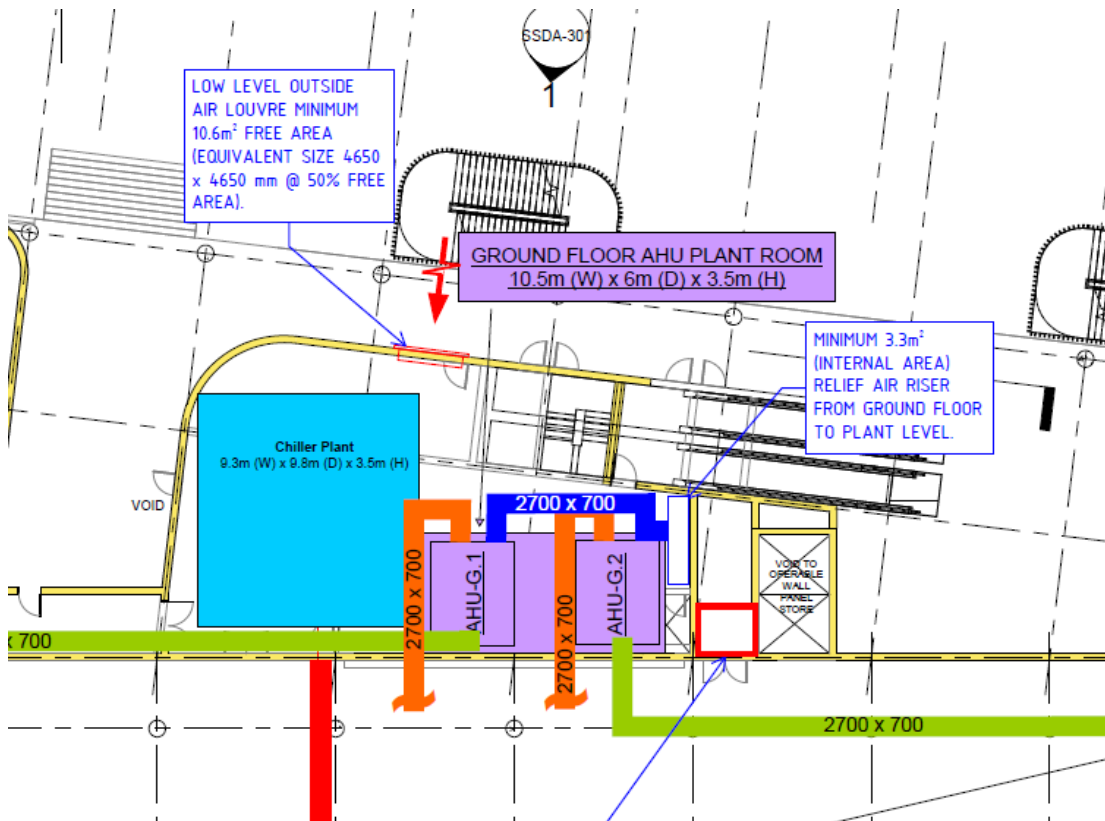 SSDA-301
1
LOW LEVEL OUTSIDE
AIR LOUVRE MINIMUM
10.6m² FREE AREA
(EQUIVALENT SIZE 4650
x 4650 mm @ 50% FREE
AREA).
GROUND FLOOR AHU PLANT ROOM
10.5m (W) x 6m (D) x 3.5m (H)
MINIMUM 3.3m²
(INTERNAL AREA)
RELIEF AIR RISER
FROM GROUND FLOOR
TO PLANT LEVEL.
Chiller Plant
9.3m (W) x 9.8m (D) x 3.5m (H)
VOID
2700 x 700
2700 x 700
AHU-G.1
2700 x 700
AHU-G.2
VOID TO
OPERABLE
WALL
PANEL
STORE
x 700
2700 x 700